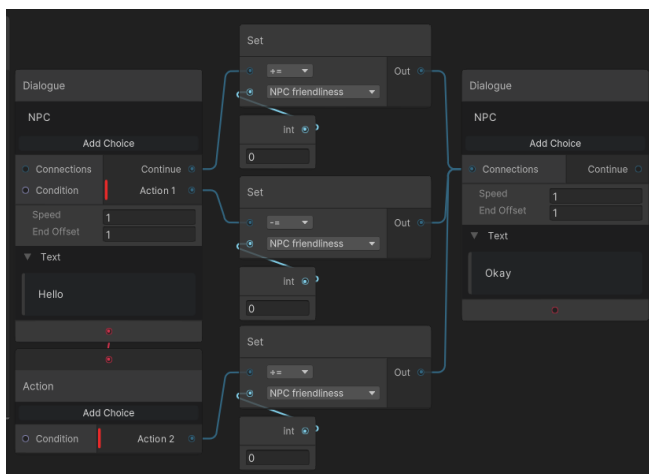 Dialogue
NPC
Add Choice
Connections Continue
Condition Action 1
Speed 1
End Offset 1
Text
Hello
Action
Add Choice
Condition Action 2
Set
+= Out
NPC friendliness
int
0
Set
-= Out
NPC friendliness
int
0
Set
+= Out
NPC friendliness
int
0
Dialogue
NPC
Add Choice
Connections Continue
Speed 1
End Offset 1
Text
Okay